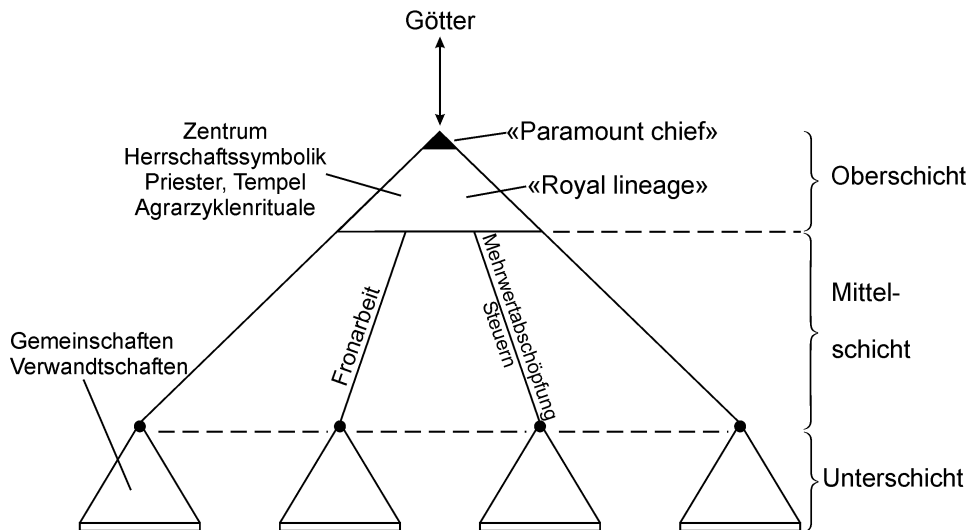 Götter
Zentrum
Herrschaftssymbolik
Priester, Tempel
Agrarzyklenrituale
«Paramount chief»
«Royal lineage»
Oberschicht
Fronarbeit
Mehrwertabschöpfung
Steuern
Mittel-
schicht
Gemeinschaften
Verwandtschaften
Unterschicht